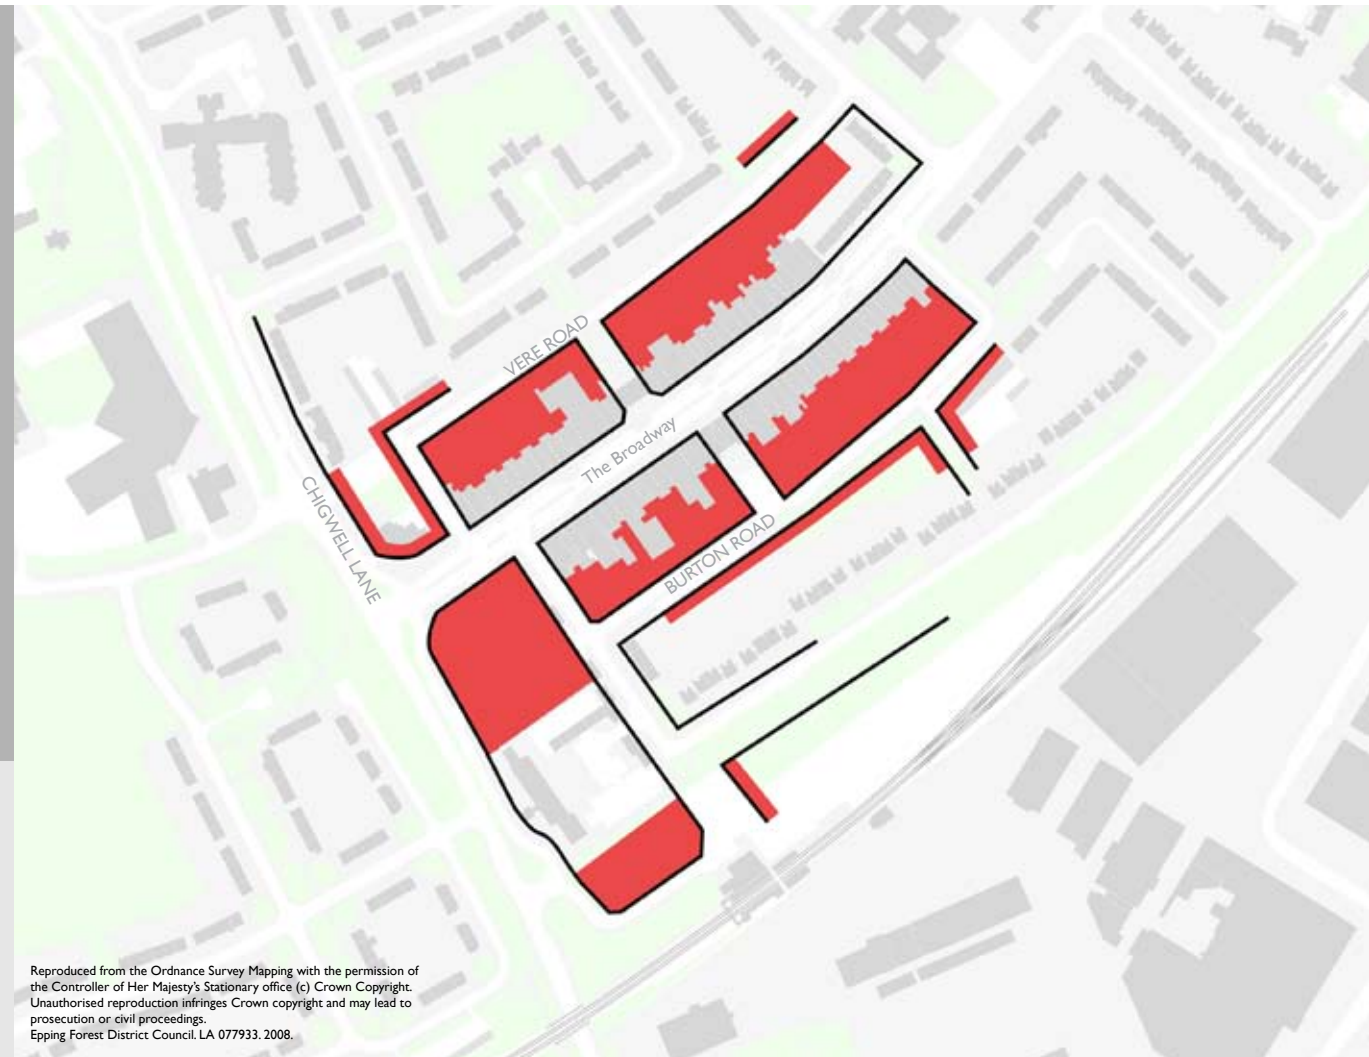 VERE ROAD
The Broadway
CHIGWELL LANE
BURTON ROAD
Reproduced from the Ordnance Survey Mapping with the permission of
the Controller of Her Majesty's Stationary office (c) Crown Copyright.
Unauthorised reproduction infringes Crown copyright and may lead to
prosecution or civil proceedings.
Epping Forest District Council. LA 077933. 2008.